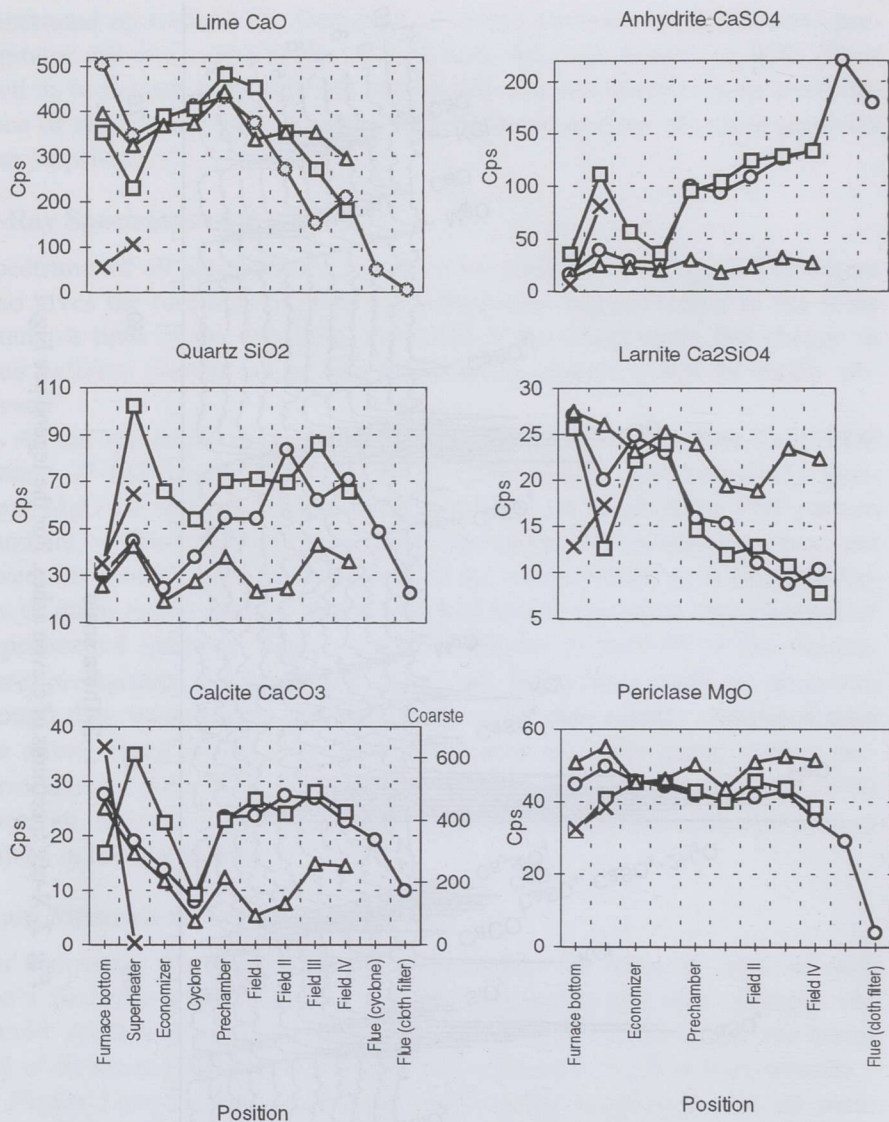 Lime CaO
500
400
300
200
100
0
Cps
Anhydrite CaSO4
200
150
100
50
0
Cps
Quartz SiO2
110
90
70
50
30
10
Cps
Larnite Ca2SiO4
30
25
20
15
10
5
Cps
Calcite CaCO3
Coarste
40
30
20
10
0
Cps
600
400
200
0
Furnace bottom
Superheater
Economizer
Cyclone
Prechamber
Field I
Field II
Field III
Field IV
Flue (cyclone)
Flue (cloth filter)
Position
Periclase MgO
60
40
20
0
Cps
Furnace bottom
Economizer
Prechamber
Field II
Field IV
Flue (cloth filter)
Position